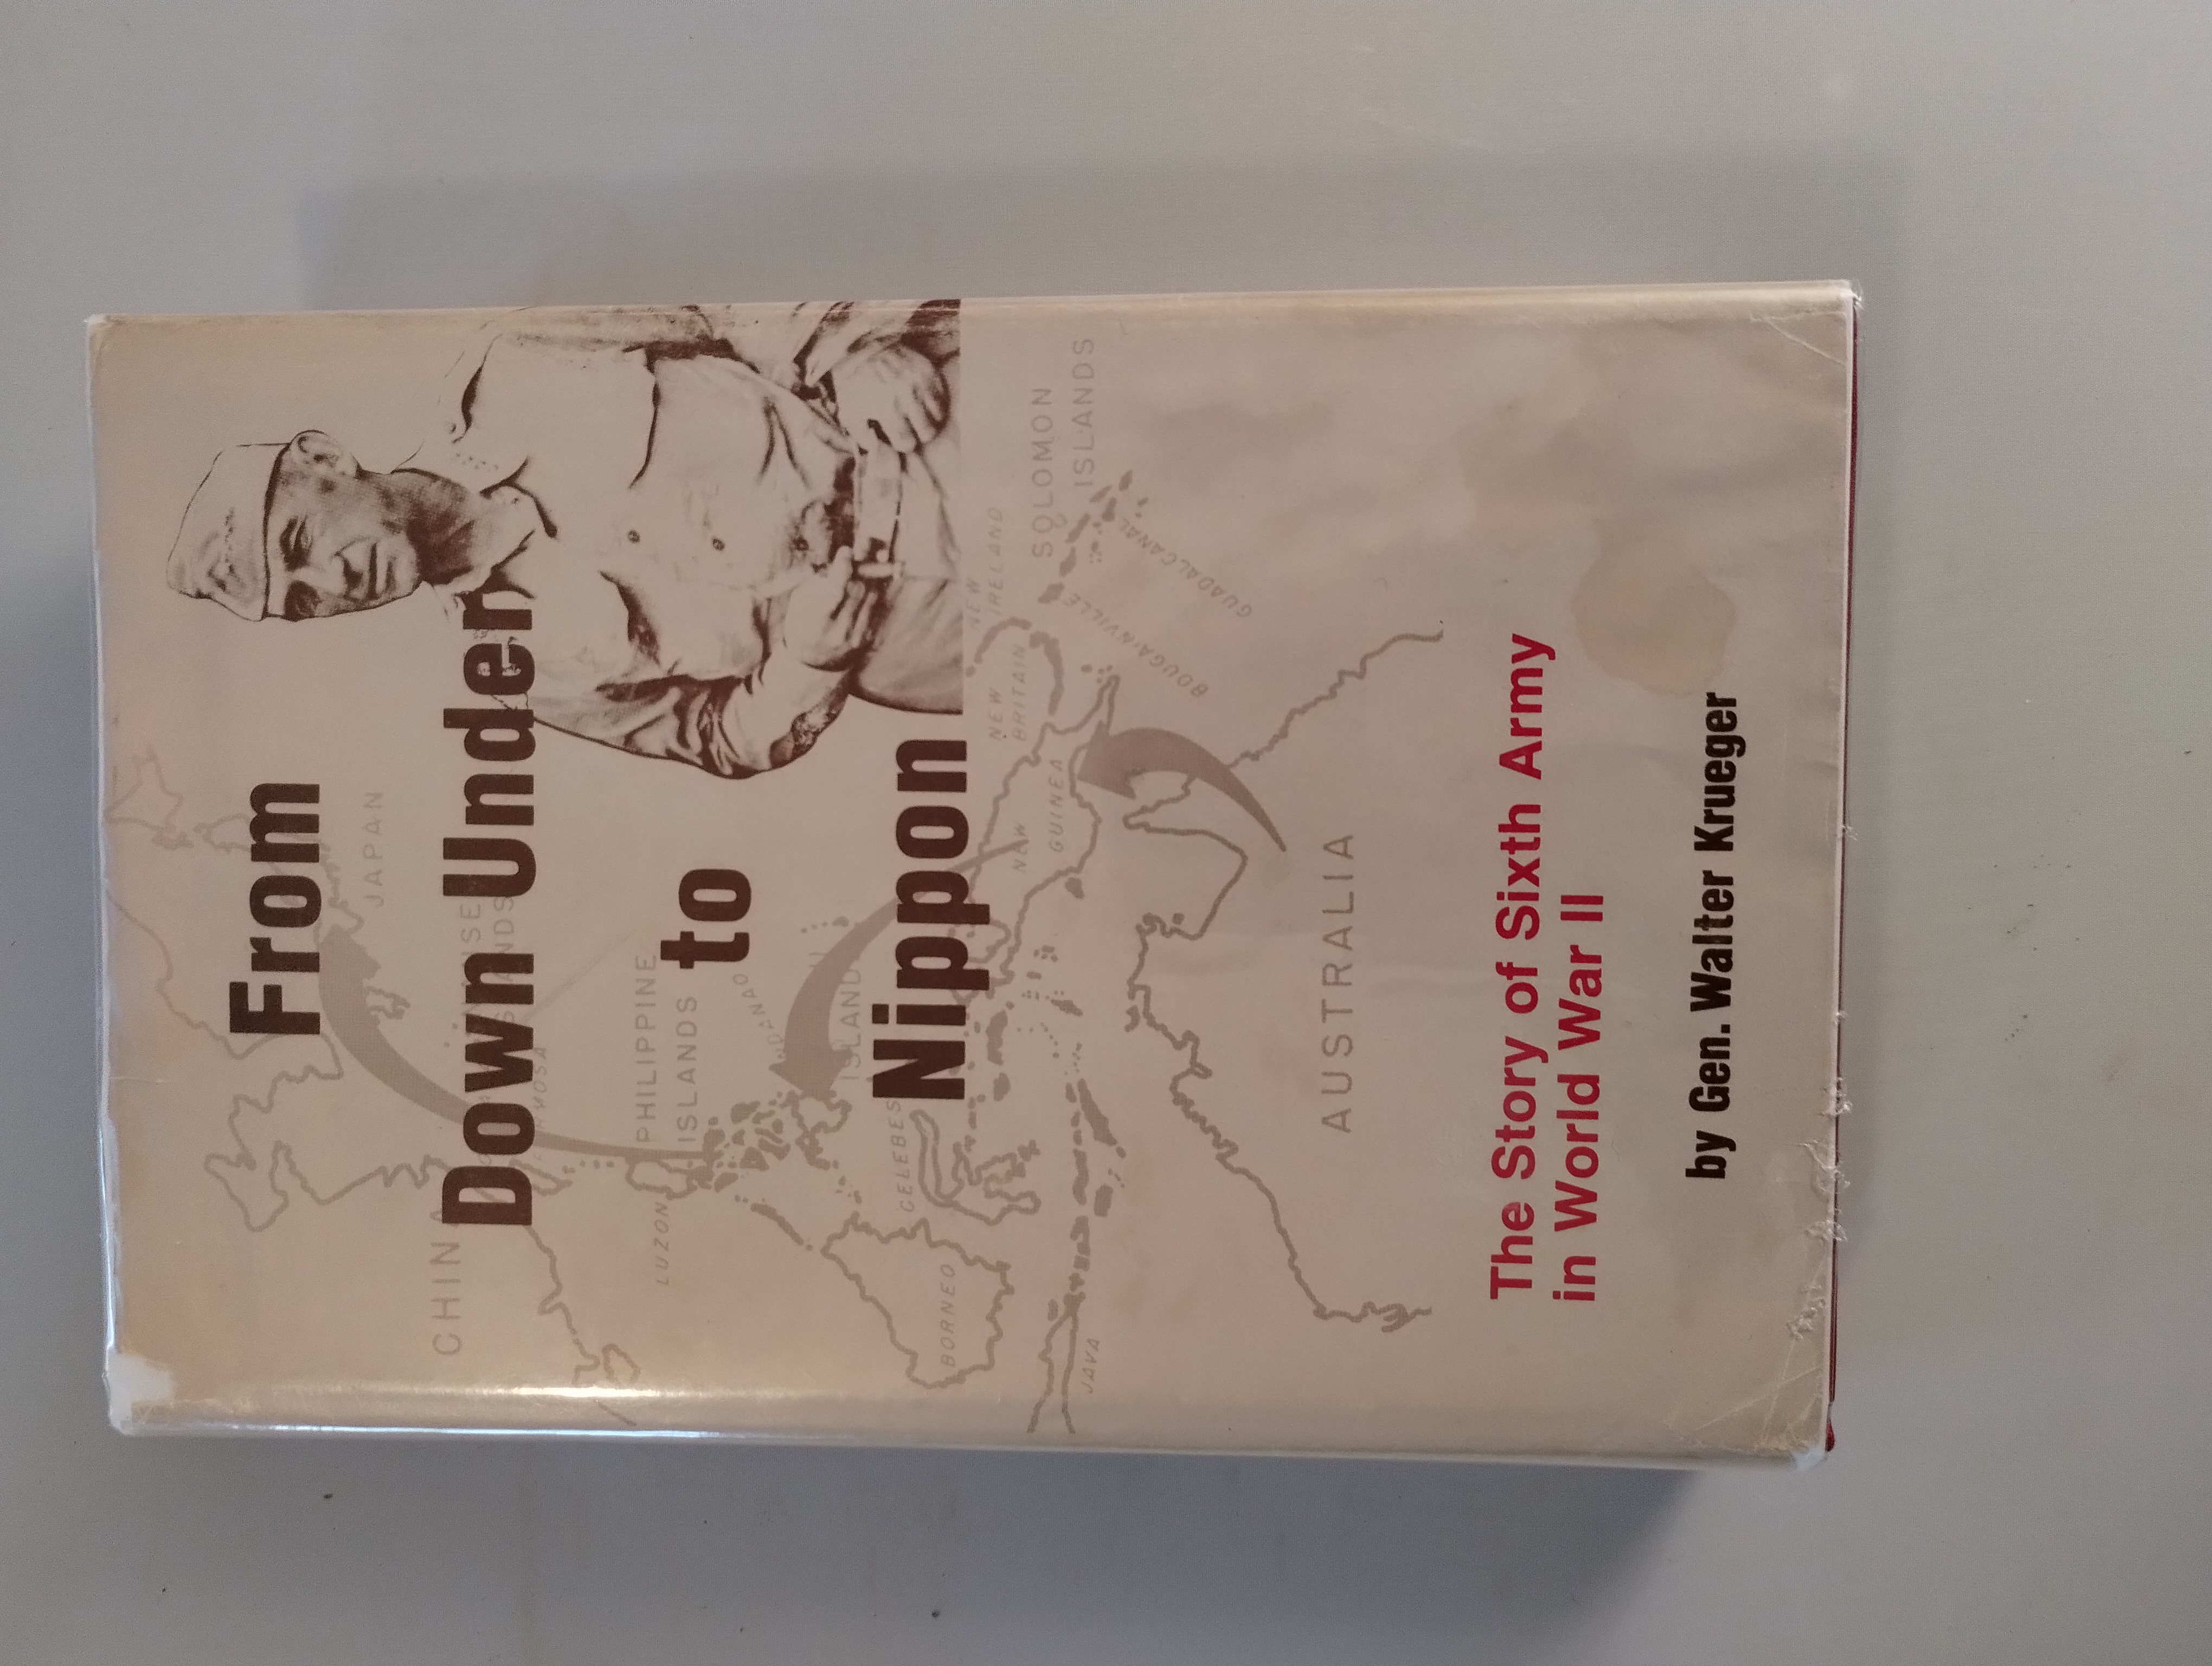 From
Down Under
to
Nippon
JAPAN
CHINA
PHILIPPINE
ISLANDS
LUZON
CELEBES
BORNEO
NEW
IRELAND
SOLOMON
ISLANDS
NEW
BRITAIN
NEW
GUINEA
BOUGAINVILLE
GUADALCANAL
JAVA
AUSTRALIA
The Story of Sixth Army
in World War II
by Gen. Walter Krueger